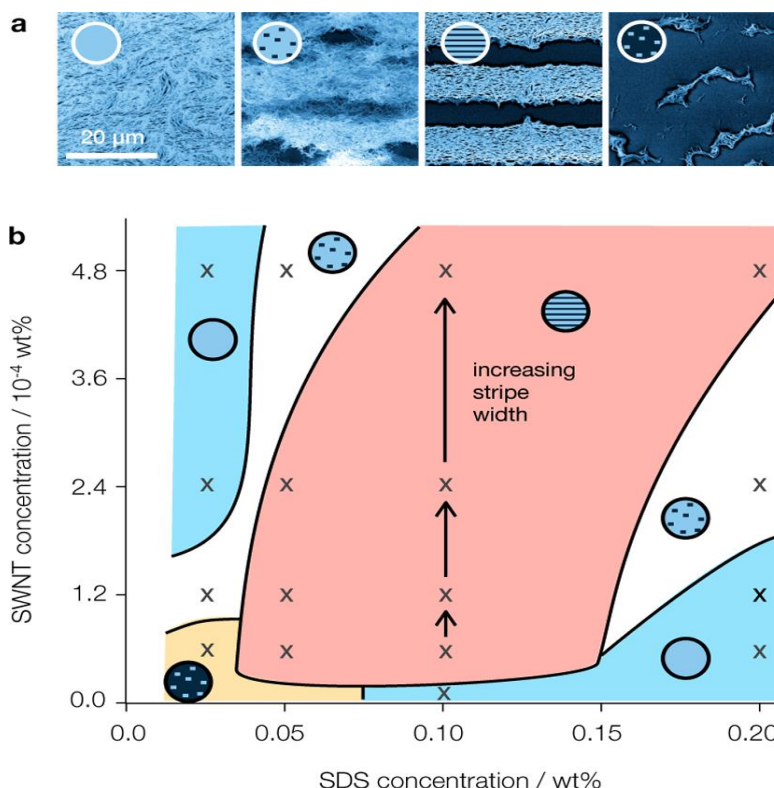 a
20 µm
b
SWNT concentration / 10⁻⁴ wt%
4.8
3.6
2.4
1.2
0.0
x x x x
x x x x
x x x x
x x x x
x
increasing
stripe
width
0.0 0.05 0.10 0.15 0.20
SDS concentration / wt%